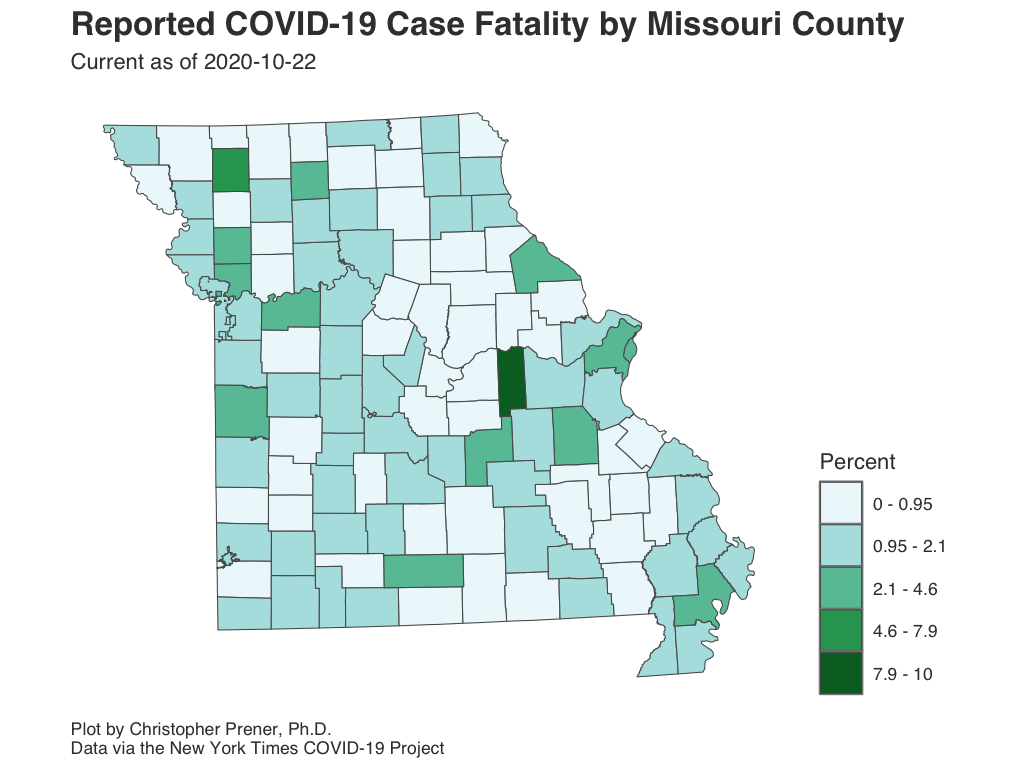 Reported COVID-19 Case Fatality by Missouri County
Current as of 2020-10-22
Percent
0 - 0.95
0.95 - 2.1
2.1 - 4.6
4.6 - 7.9
7.9 - 10
Plot by Christopher Prener, Ph.D.
Data via the New York Times COVID-19 Project